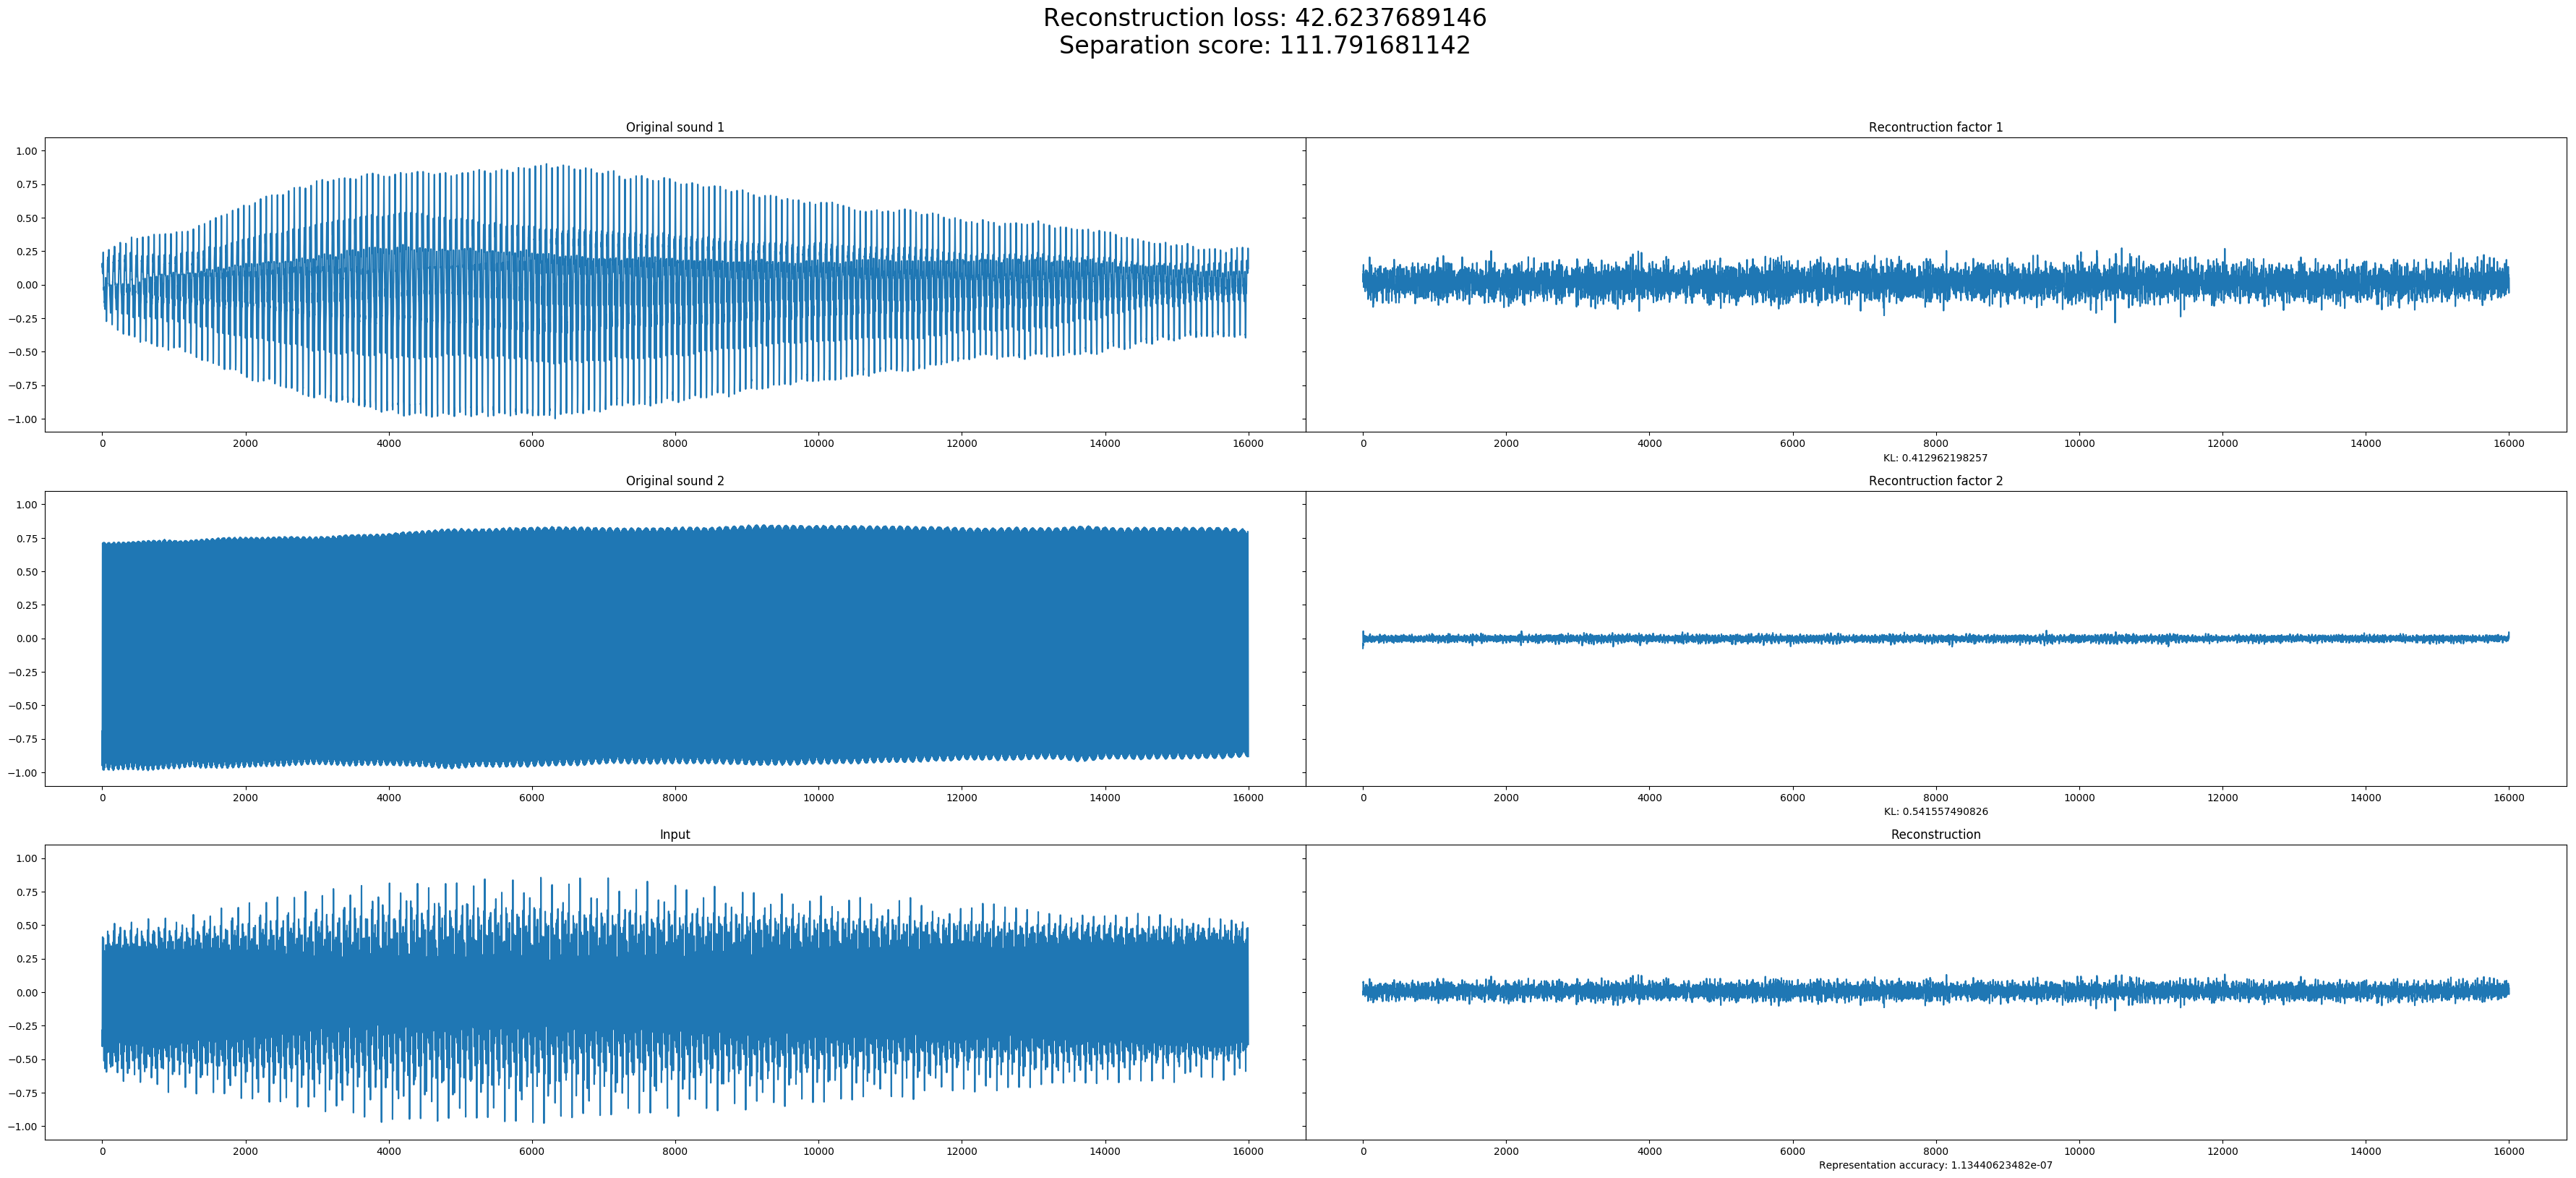 Reconstruction loss: 42.6237689146
Separation score: 111.791681142
Original sound 1
Recontruction factor 1
1.00
0.75
0.50
0.25
0.00
−0.25
−0.50
−0.75
−1.00
0 2000 4000 6000 8000 10000 12000 14000 16000
0 2000 4000 6000 8000 10000 12000 14000 16000
KL: 0.412962198257
Original sound 2
Recontruction factor 2
1.00
0.75
0.50
0.25
0.00
−0.25
−0.50
−0.75
−1.00
0 2000 4000 6000 8000 10000 12000 14000 16000
0 2000 4000 6000 8000 10000 12000 14000 16000
KL: 0.541557490826
Input
Reconstruction
1.00
0.75
0.50
0.25
0.00
−0.25
−0.50
−0.75
−1.00
0 2000 4000 6000 8000 10000 12000 14000 16000
0 2000 4000 6000 8000 10000 12000 14000 16000
Representation accuracy: 1.13440623482e-07